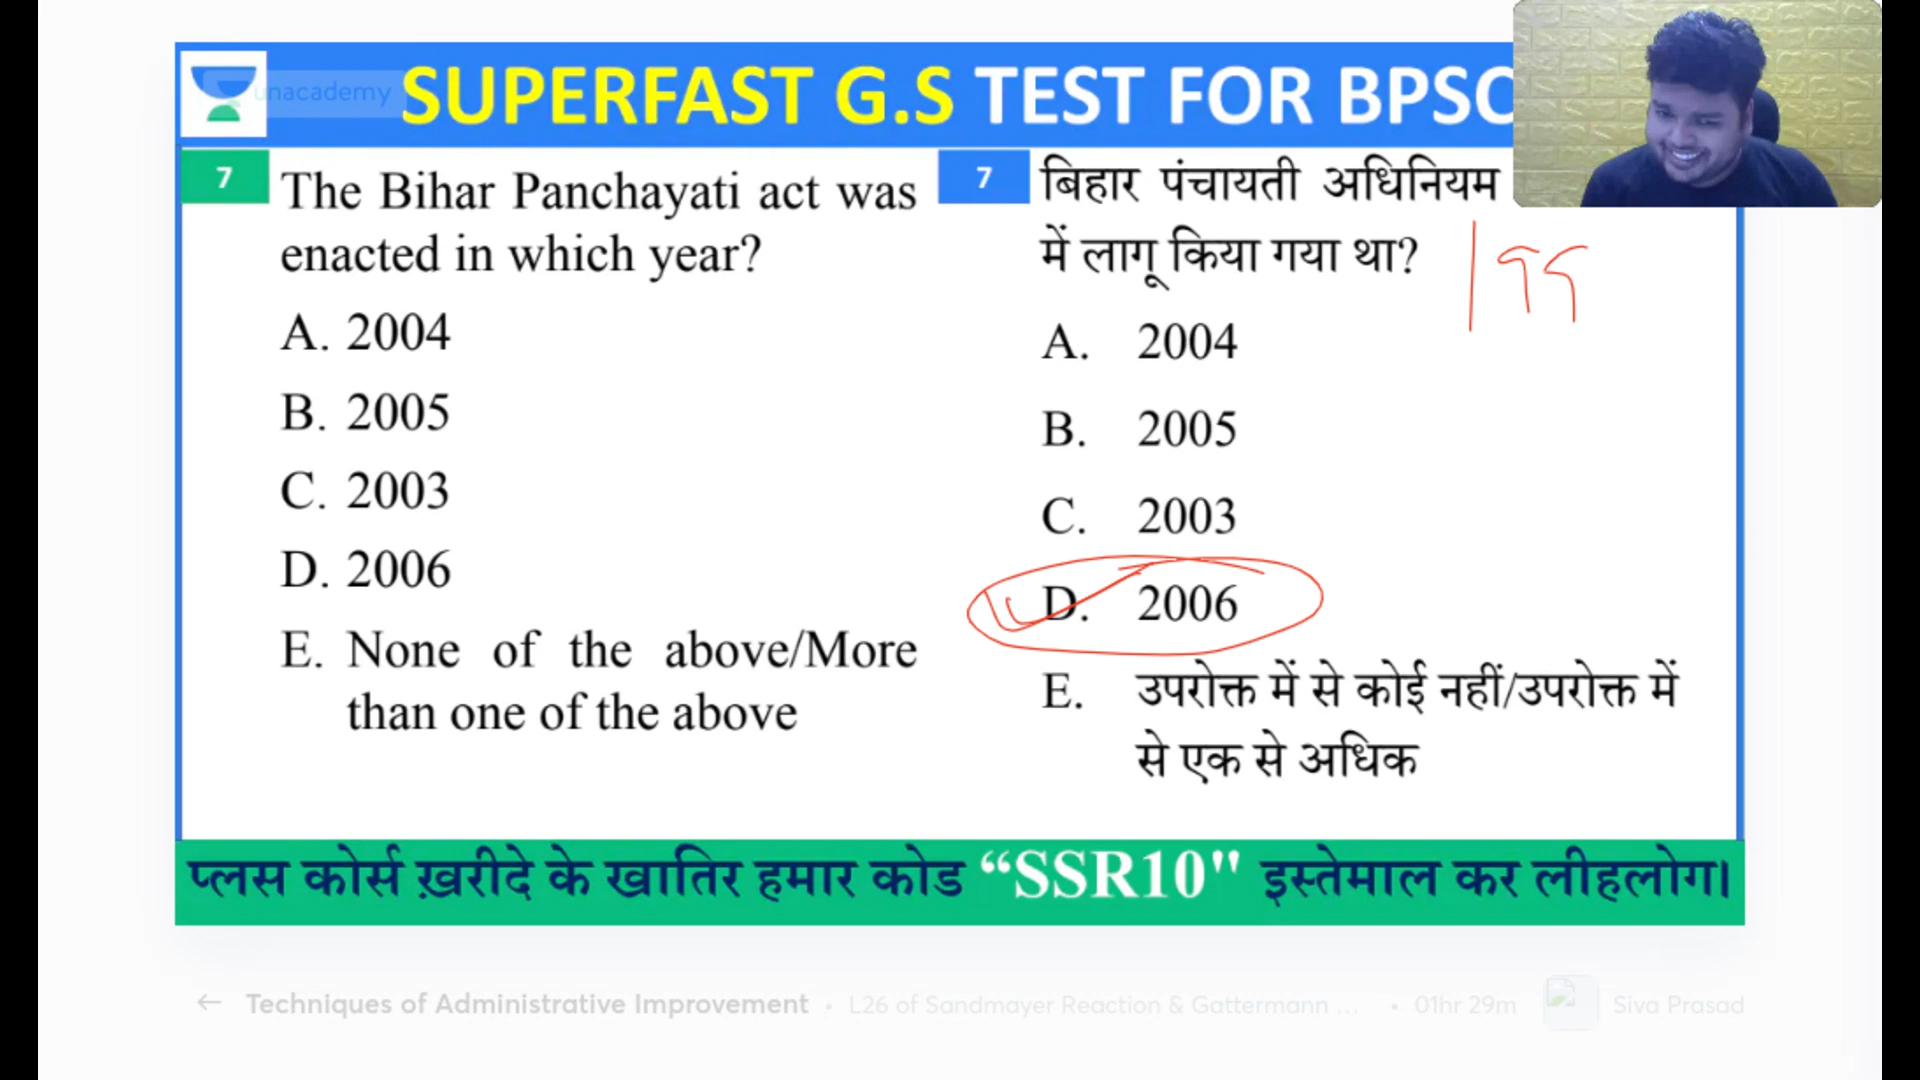 unacademy
SUPERFAST G.S TEST FOR BPSC
7
The Bihar Panchayati act was
enacted in which year?
A. 2004
B. 2005
C. 2003
D. 2006
E. None of the above/More
than one of the above
7
बिहार पंचायती अधिनियम
में लागू किया गया था?
199
A. 2004
B. 2005
C. 2003
D. 2006
E. उपरोक्त में से कोई नहीं/उपरोक्त में
से एक से अधिक
प्लस कोर्स ख़रीदे के खातिर हमार कोड “SSR10" इस्तेमाल कर लीहलोग।
← Techniques of Administrative Improvement • L26 of Sandmayer Reaction & Gattermann ... • 01hr 29m Siva Prasad